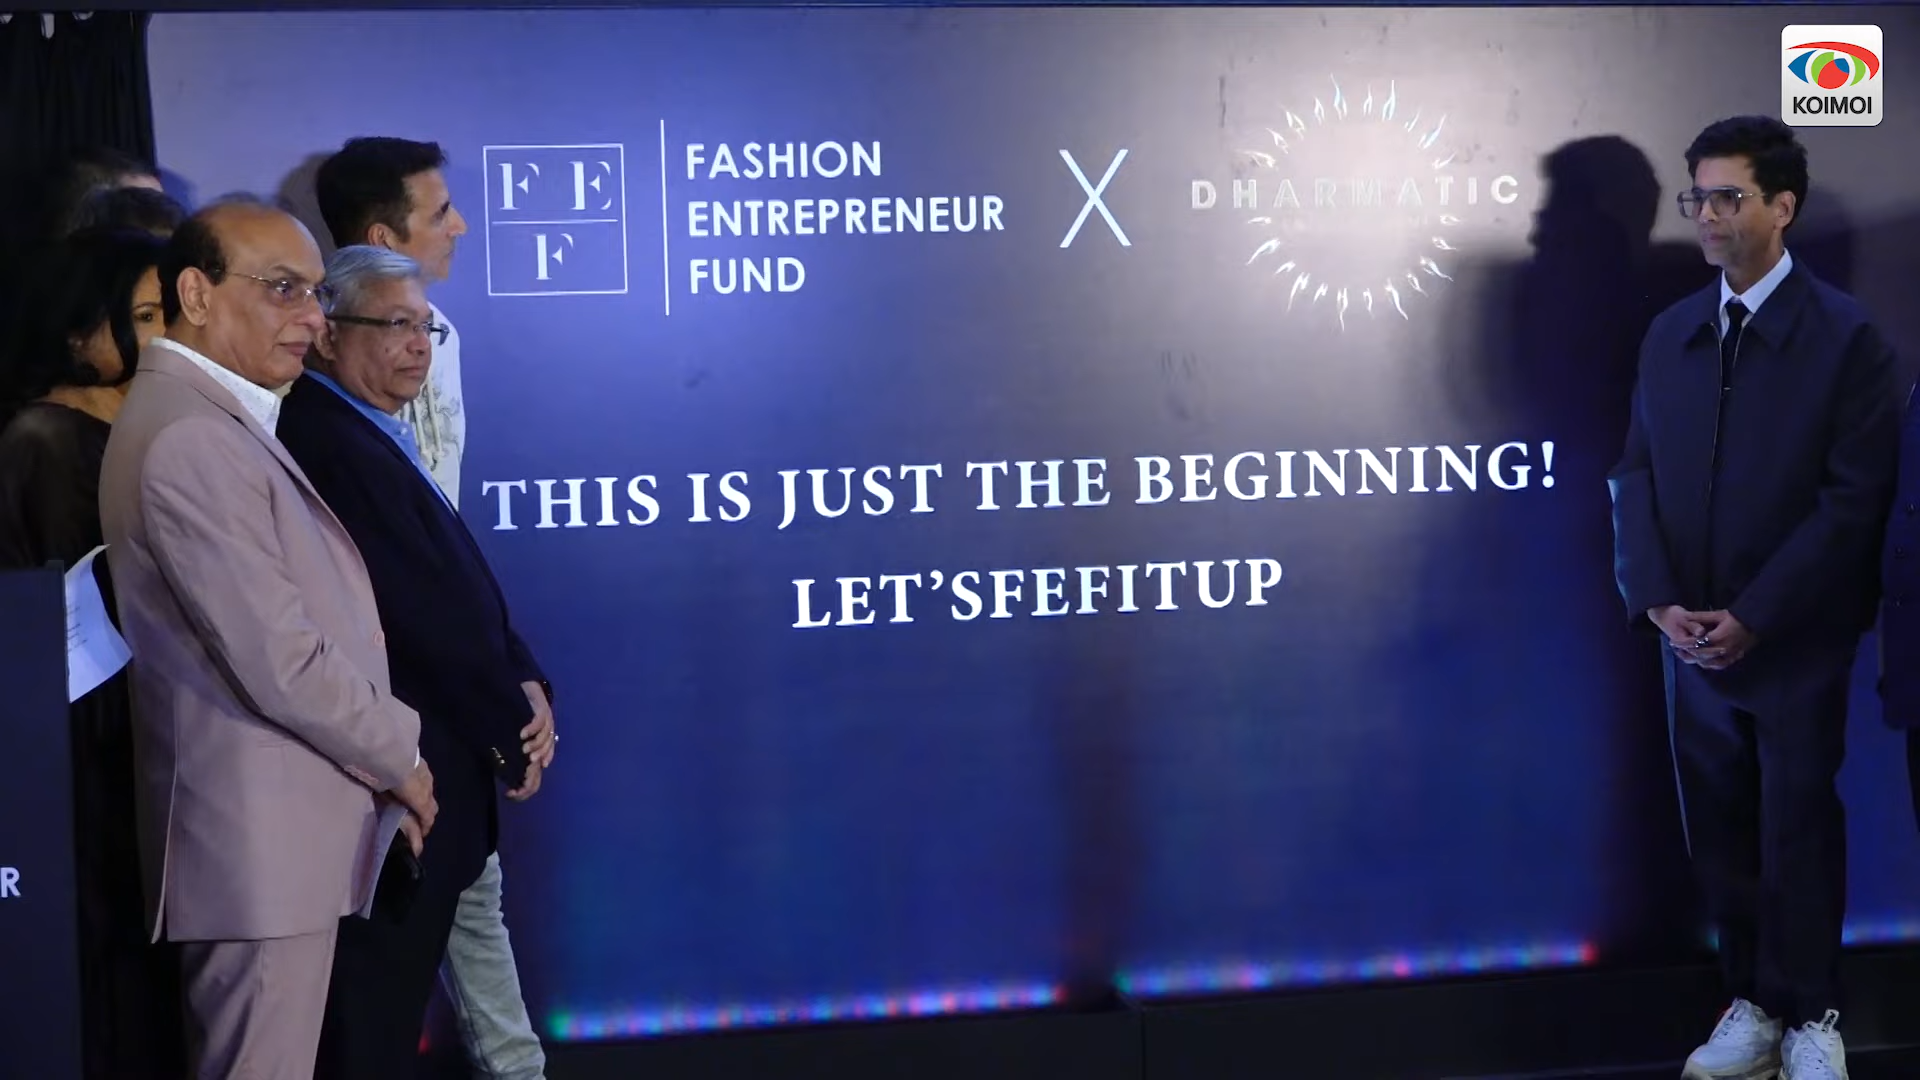 KOIMOI
F E
F
FASHION
ENTREPRENEUR
FUND
X
DHARMATIC
THIS IS JUST THE BEGINNING!
LET'SFEFITUP
R